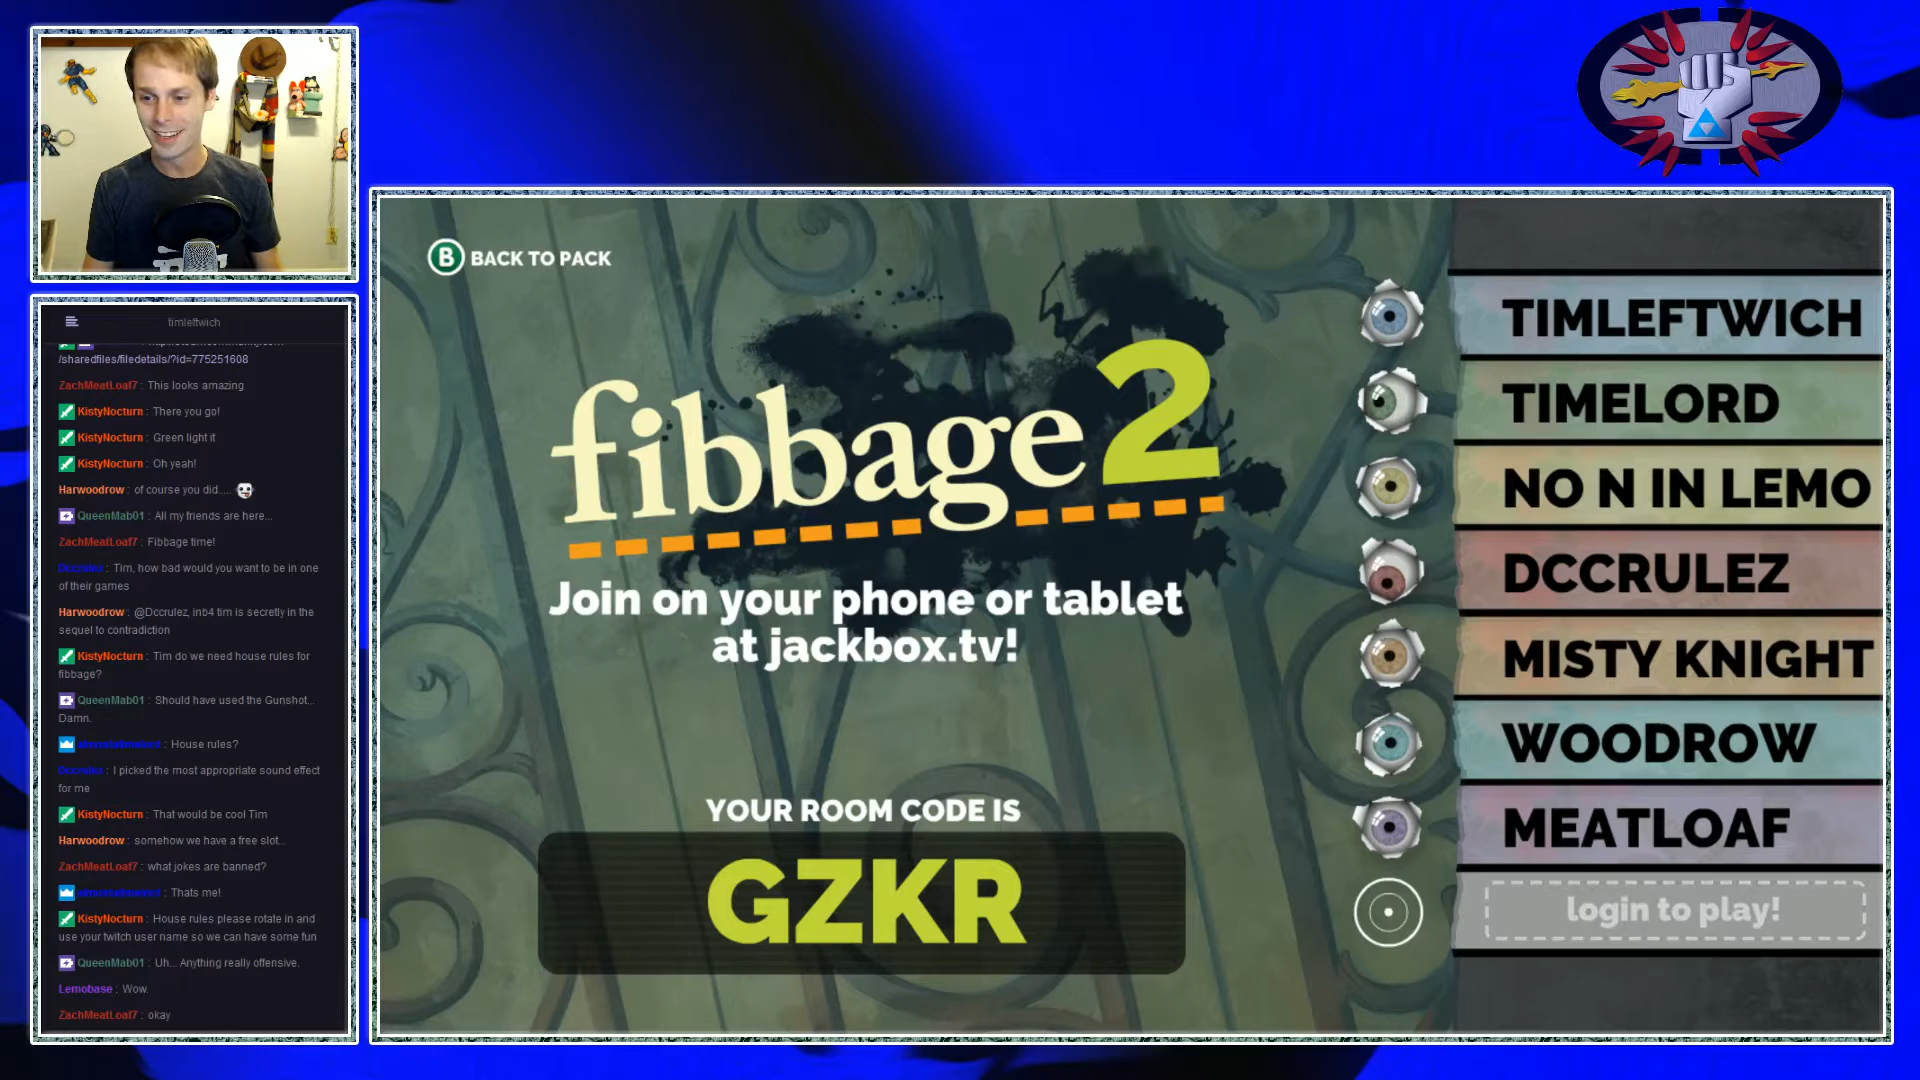 timleftwich
/sharedfiles/filedetails/?id=775251608
ZachMeatLoaf7 : This looks amazing
KistyNocturn : There you go!
KistyNocturn : Green light it
KistyNocturn : Oh yeah!
Harwoodrow : of course you did.....
QueenMab01 : All my friends are here...
ZachMeatLoaf7 : Fibbage time!
Dccrulez : Tim, how bad would you want to be in one
of their games
Harwoodrow : @Dccrulez, inb4 tim is secretly in the
sequel to contradiction
KistyNocturn : Tim do we need house rules for
fibbage?
QueenMab01 : Should have used the Gunshot...
Damn.
: House rules?
Dccrulez : I picked the most appropriate sound effect
for me
KistyNocturn : That would be cool Tim
Harwoodrow : somehow we have a free slot...
ZachMeatLoaf7 : what jokes are banned?
: Thats me!
KistyNocturn : House rules please rotate in and
use your twitch user name so we can have some fun
QueenMab01 : Uh... Anything really offensive.
Lemobase : Wow.
ZachMeatLoaf7 : okay
B BACK TO PACK
fibbage 2
Join on your phone or tablet
at jackbox.tv!
YOUR ROOM CODE IS
GZKR
TIMLEFTWICH
TIMELORD
NO N IN LEMO
DCCRULEZ
MISTY KNIGHT
WOODROW
MEATLOAF
login to play!